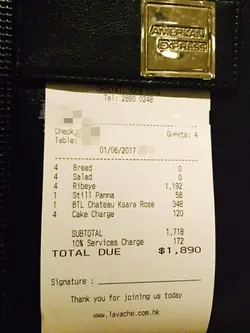 AMERICAN
EXPRESS
Tel: 2880 0248
Check:
Guests: 4
Table:
01/06/2017
4 Bread 0
4 Salad 0
4 Ribeye 1,192
1 Still Panna 58
1 BTL Chateau Ksara Rose 348
4 Cake Charge 120
SUBTOTAL 1,718
10% Services Charge 172
TOTAL DUE $1,890
Signature :
Thank you for joining us today
www.lavache.com.hk